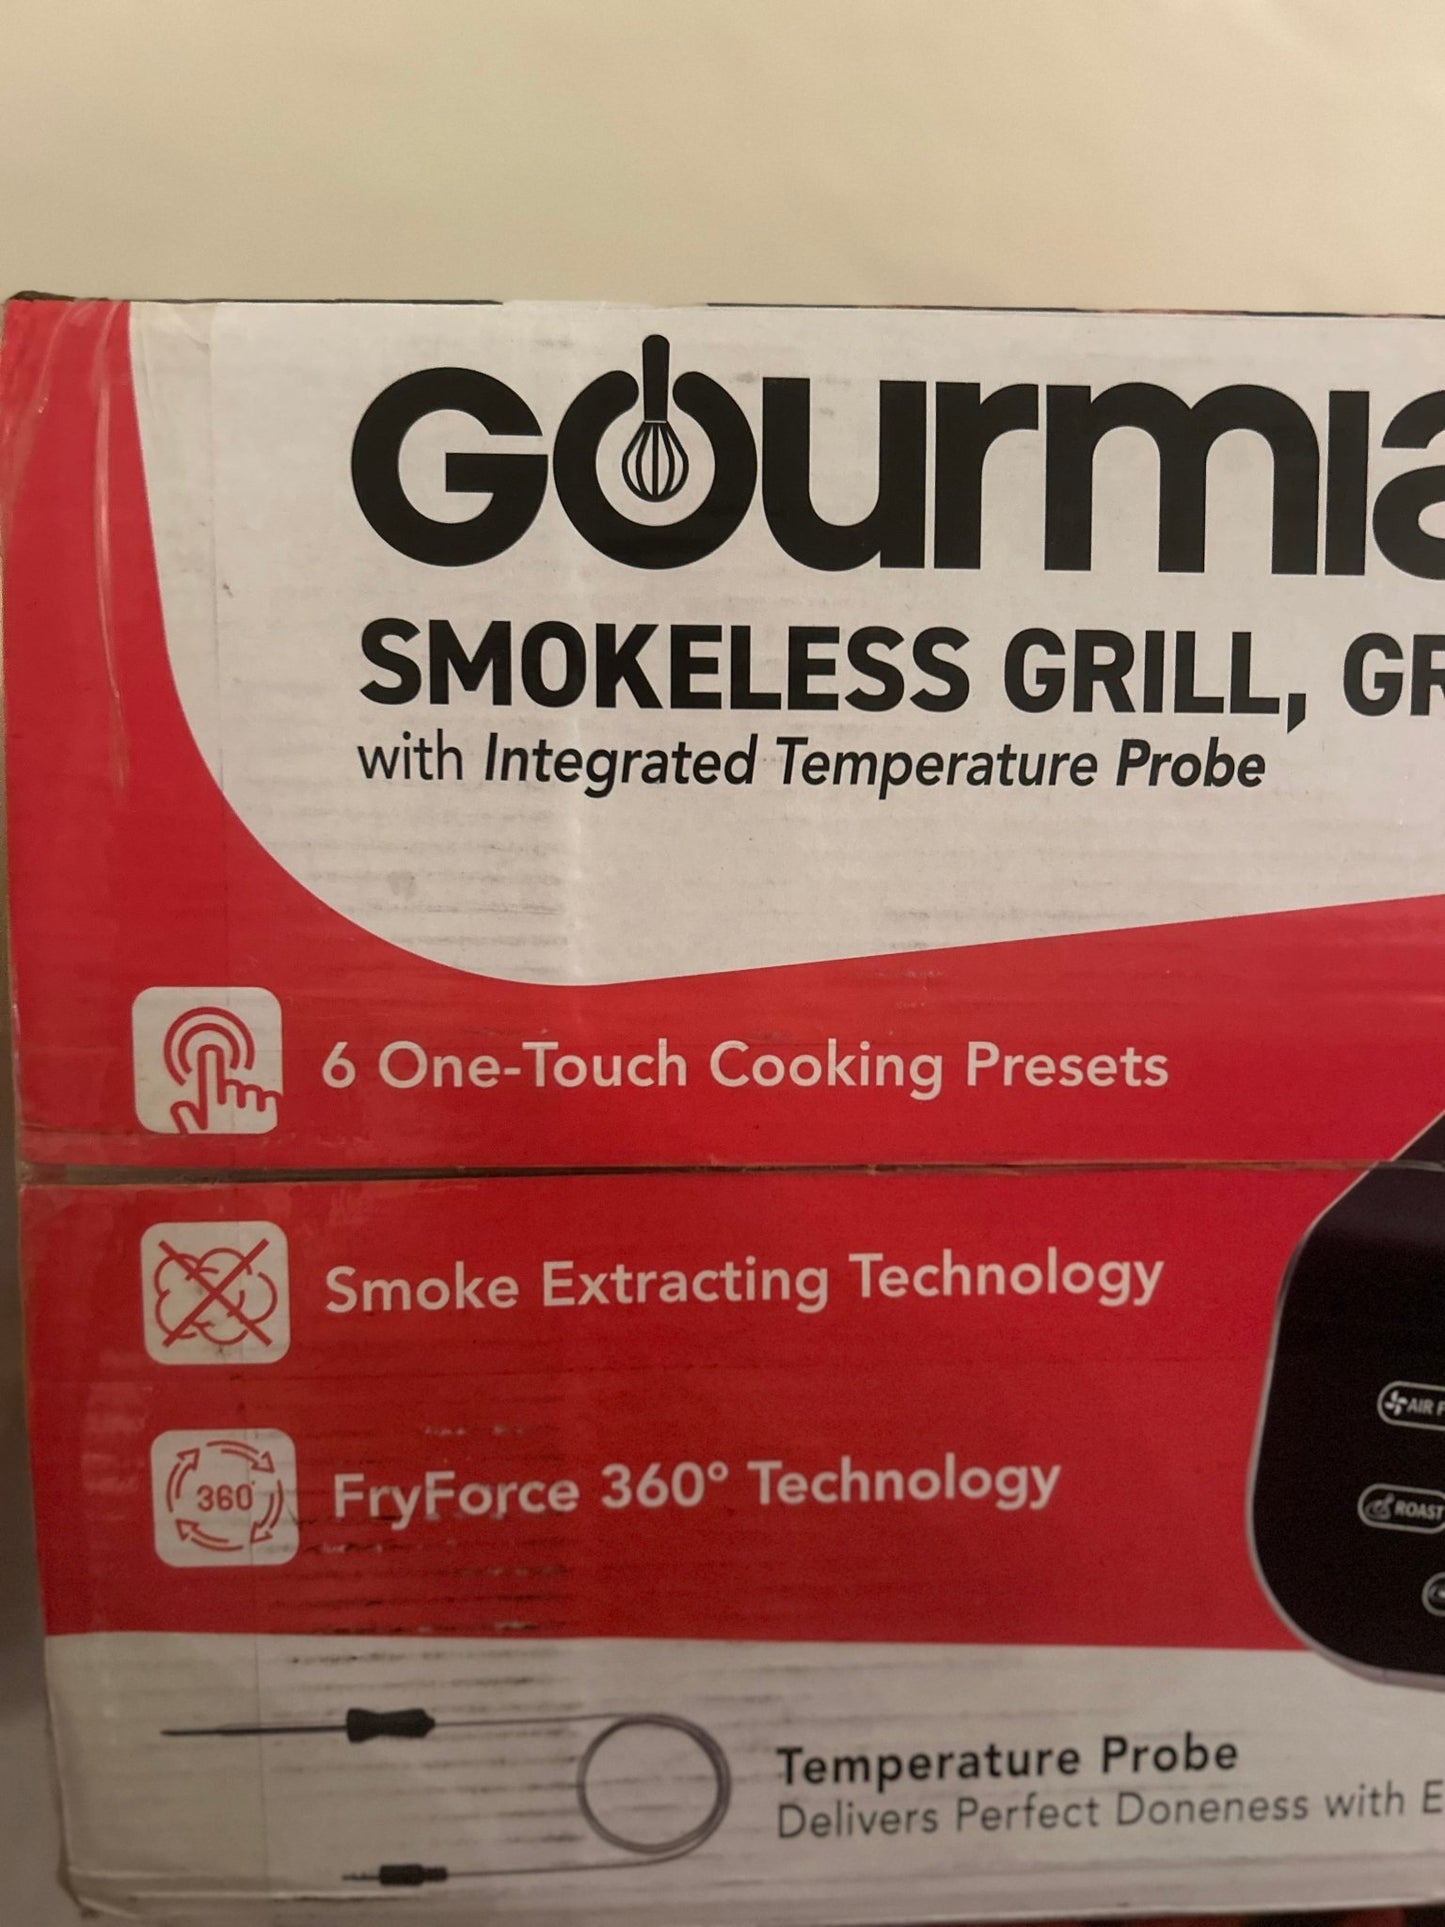 Gourmia
SMOKELESS GRILL, GR
with Integrated Temperature Probe
6 One-Touch Cooking Presets
Smoke Extracting Technology
360°
FryForce 360° Technology
AIR F
ROAST
Temperature Probe
Delivers Perfect Doneness with E